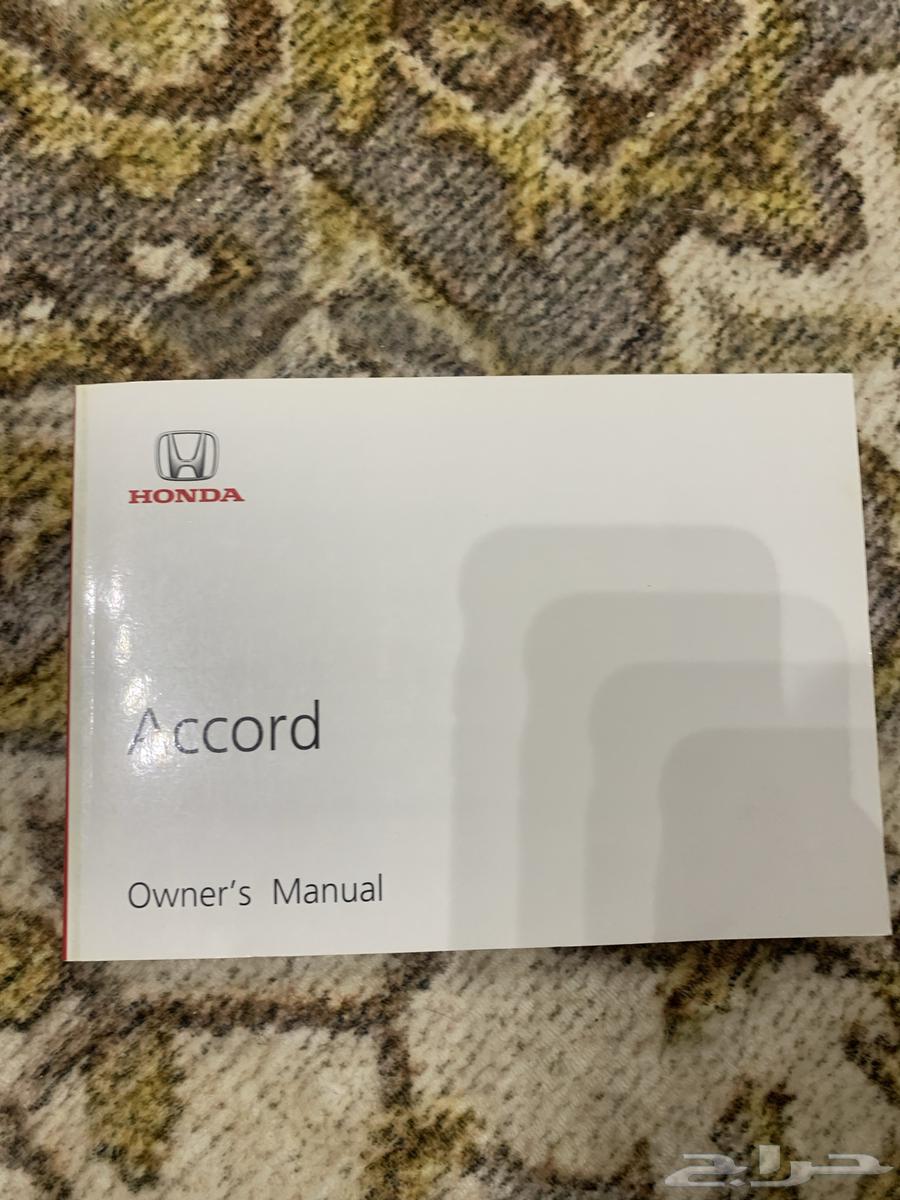 HONDA
Accord
Owner's Manual
حراج